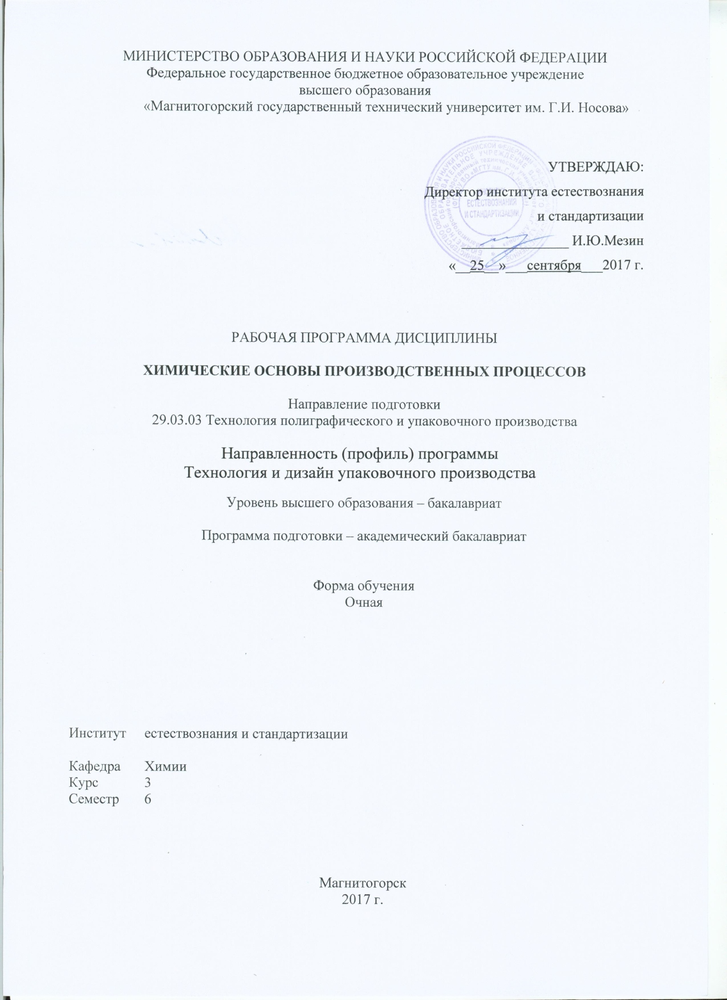 МИНИСТЕРСТВО ОБРАЗОВАНИЯ И НАУКИ РОССИЙСКОЙ ФЕДЕРАЦИИ
Федеральное государственное бюджетное образовательное учреждение
высшего образования
«Магнитогорский государственный технический университет им. Г.И. Носова»
УТВЕРЖДАЮ:
Директор института естествознания
и стандартизации
ЕСТЕСТВОЗНАНИЯ
И СТАНДАРТИЗАЦИИ
И.Ю.Мезин
«__25__»___сентября___2017 г.
РАБОЧАЯ ПРОГРАММА ДИСЦИПЛИНЫ
ХИМИЧЕСКИЕ ОСНОВЫ ПРОИЗВОДСТВЕННЫХ ПРОЦЕССОВ
Направление подготовки
29.03.03 Технология полиграфического и упаковочного производства
Направленность (профиль) программы
Технология и дизайн упаковочного производства
Уровень высшего образования – бакалавриат
Программа подготовки – академический бакалавриат
Форма обучения
Очная
Институт естествознания и стандартизации
Кафедра Химии
Курс 3
Семестр 6
Магнитогорск
2017 г.